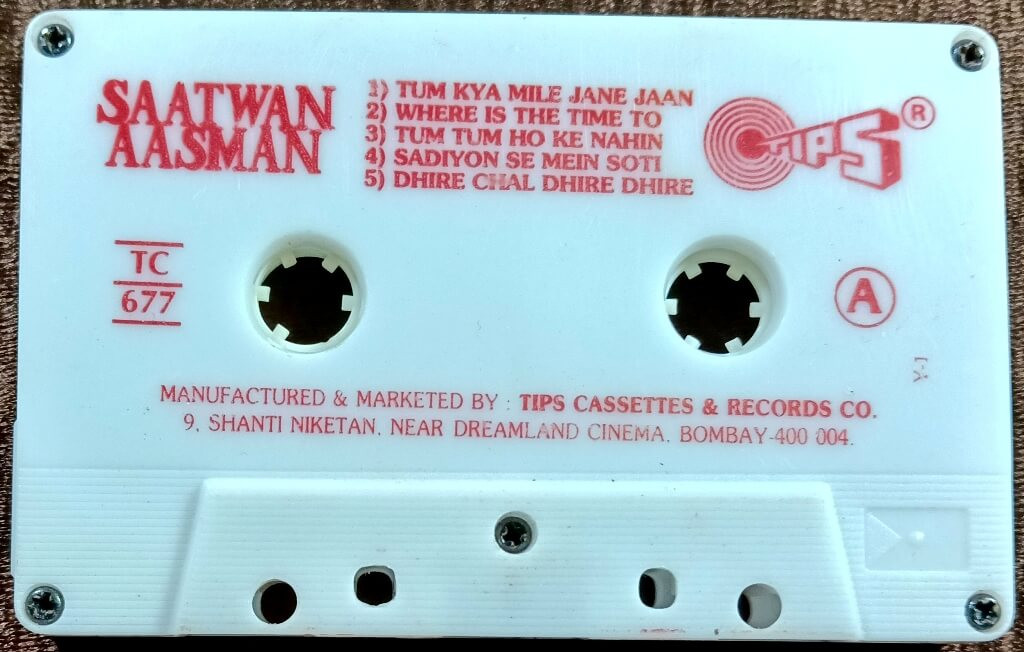 SAATWAN
AASMAN
1) TUM KYA MILE JANE JAAN
2) WHERE IS THE TIME TO
3) TUM TUM HO KE NAHIN
4) SADIYON SE MEIN SOTI
5) DHIRE CHAL DHIRE DHIRE
TIPS ®
TC
677
A
MANUFACTURED & MARKETED BY : TIPS CASSETTES & RECORDS CO.
9, SHANTI NIKETAN, NEAR DREAMLAND CINEMA, BOMBAY-400 004.